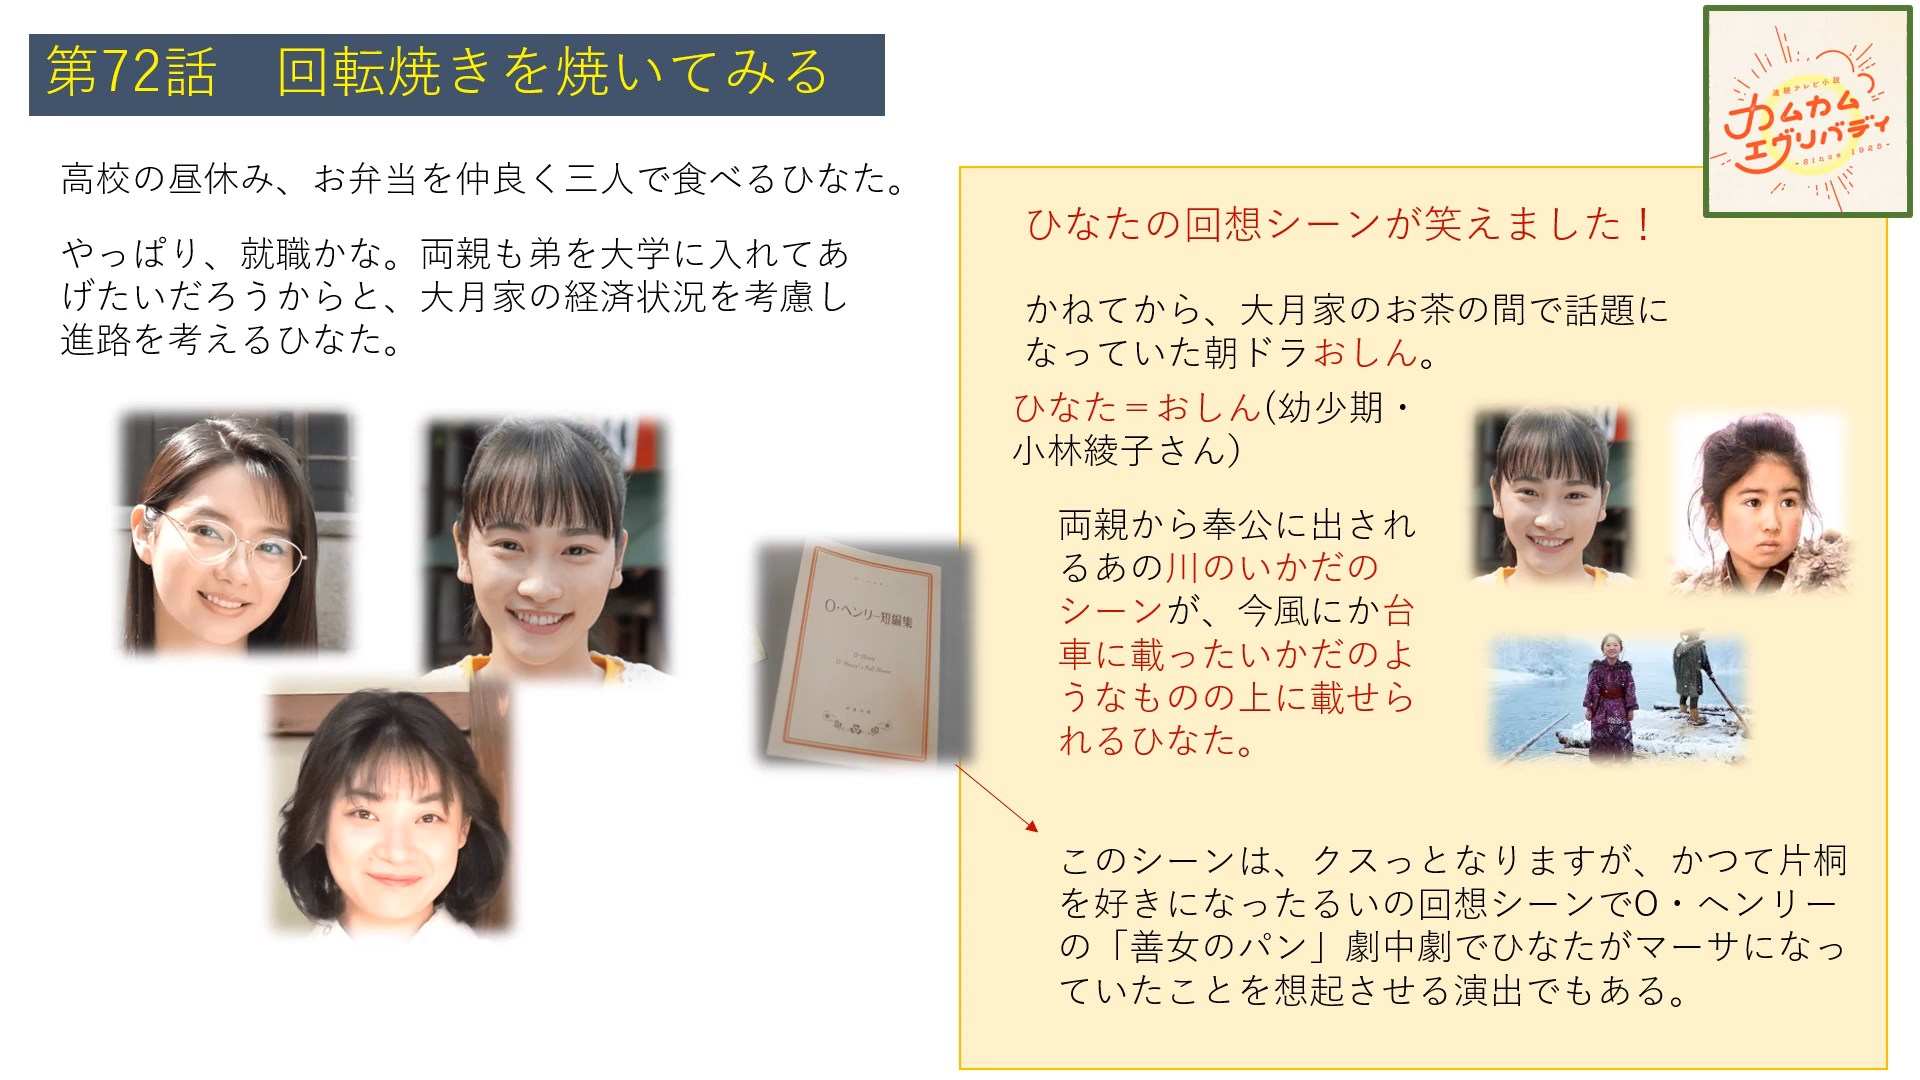 第72話　回転焼きを焼いてみる
連続テレビ小説
カムカム
エヴリバディ
-Since 1925-
高校の昼休み、お弁当を仲良く三人で食べるひなた。
やっぱり、就職かな。両親も弟を大学に入れてあ
げたいだろうからと、大月家の経済状況を考慮し
進路を考えるひなた。
O・ヘンリー短編集
O・Henry
O・Henry's Full House
ひなたの回想シーンが笑えました！
かねてから、大月家のお茶の間で話題に
なっていた朝ドラおしん。
ひなた＝おしん(幼少期・
小林綾子さん)
両親から奉公に出され
るあの川のいかだの
シーンが、今風にか台
車に載ったいかだのよ
うなものの上に載せら
れるひなた。
このシーンは、クスっとなりますが、かつて片桐
を好きになったるいの回想シーンでO・ヘンリー
の「善女のパン」劇中劇でひなたがマーサになっ
ていたことを想起させる演出でもある。